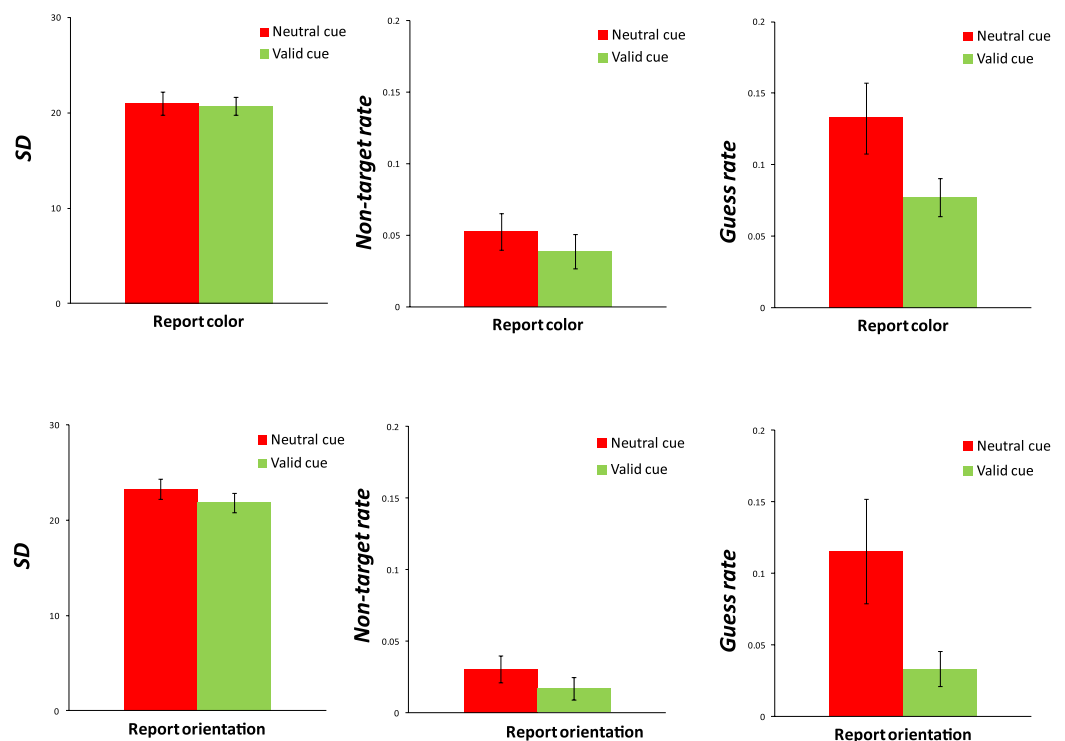 30
20
10
0
SD
Neutral cue
Valid cue
Report color
0.2
0.15
0.1
0.05
0
Non-target rate
Neutral cue
Valid cue
Report color
0.2
0.15
0.1
0.05
0
Guess rate
Neutral cue
Valid cue
Report color
30
20
10
0
SD
Neutral cue
Valid cue
Report orientation
0.2
0.15
0.1
0.05
0
Non-target rate
Neutral cue
Valid cue
Report orientation
0.2
0.15
0.1
0.05
0
Guess rate
Neutral cue
Valid cue
Report orientation